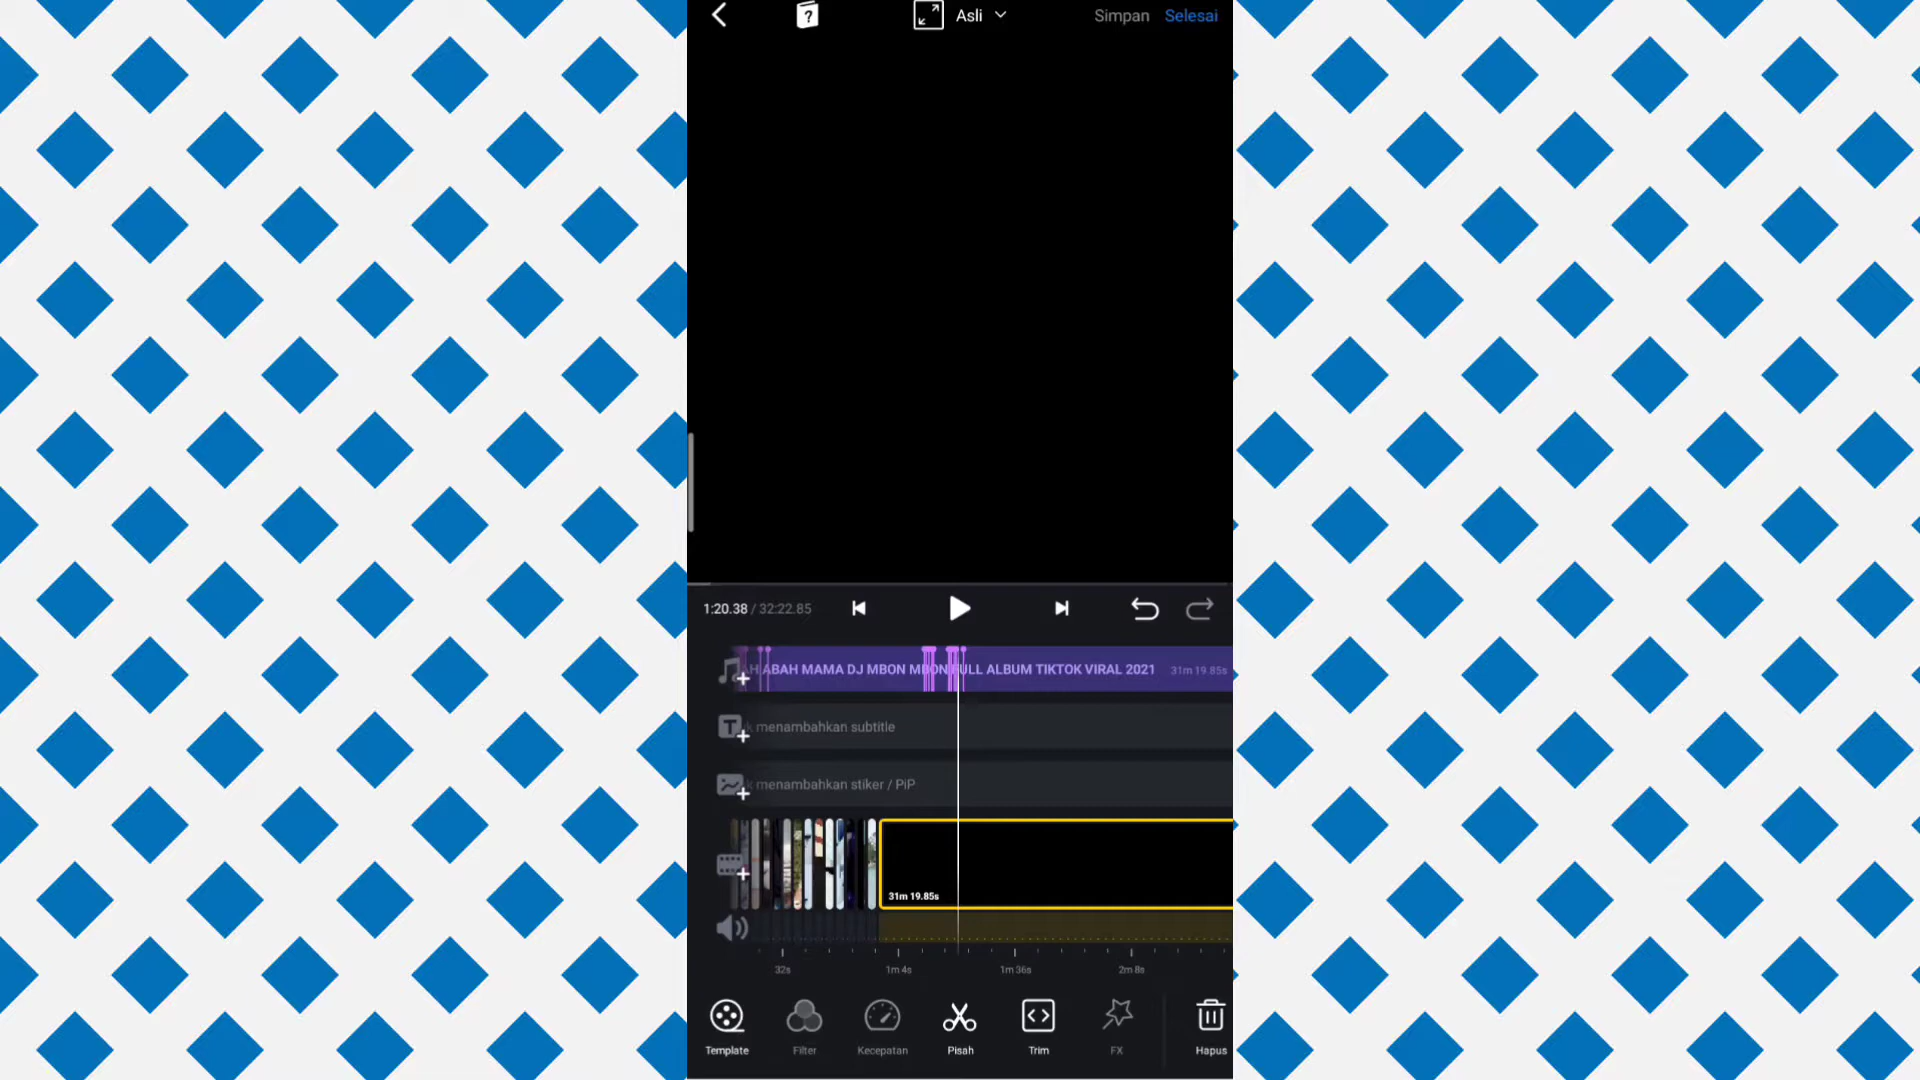 Asli
Simpan Selesai
1:20.38 / 32:22.85
ABAH MAMA DJ MBON MBON FULL ALBUM TIKTOK VIRAL 2021 31m 19.85s
k menambahkan subtitle
k menambahkan stiker / PiP
31m 19.85s
32s 1m 4s 1m 36s 2m 8s
Template Filter Kecepatan Pisah Trim FX Hapus